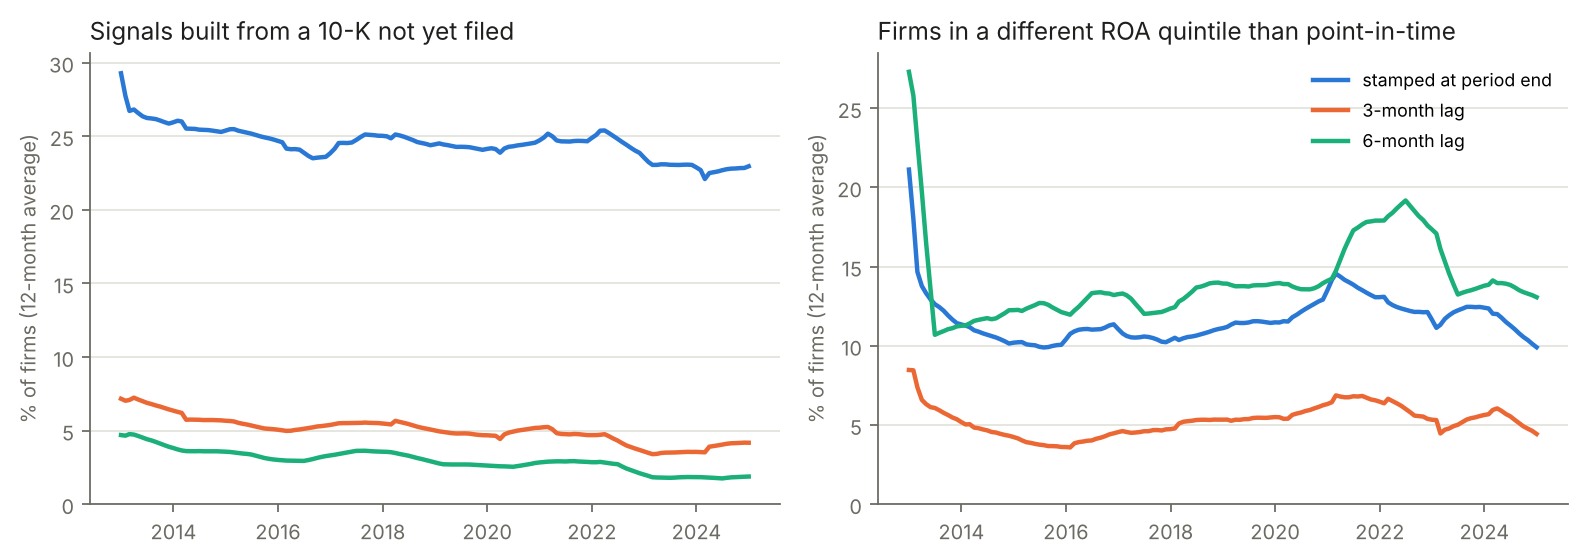 Signals built from a 10-K not yet filed
% of firms (12-month average)
30
25
20
15
10
5
0
2014 2016 2018 2020 2022 2024
Firms in a different ROA quintile than point-in-time
% of firms (12-month average)
25
20
15
10
5
0
stamped at period end
3-month lag
6-month lag
2014 2016 2018 2020 2022 2024